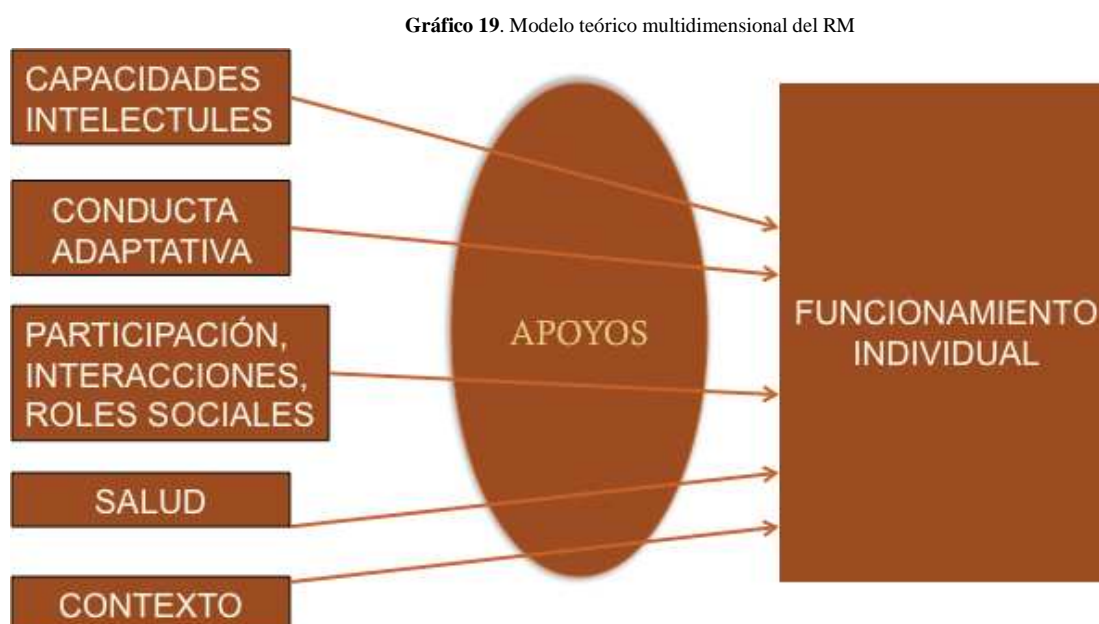 Gráfico 19. Modelo teórico multidimensional del RM
CAPACIDADES
INTELECTULES
CONDUCTA
ADAPTATIVA
PARTICIPACIÓN,
INTERACCIONES,
ROLES SOCIALES
SALUD
CONTEXTO
APOYOS
FUNCIONAMIENTO
INDIVIDUAL